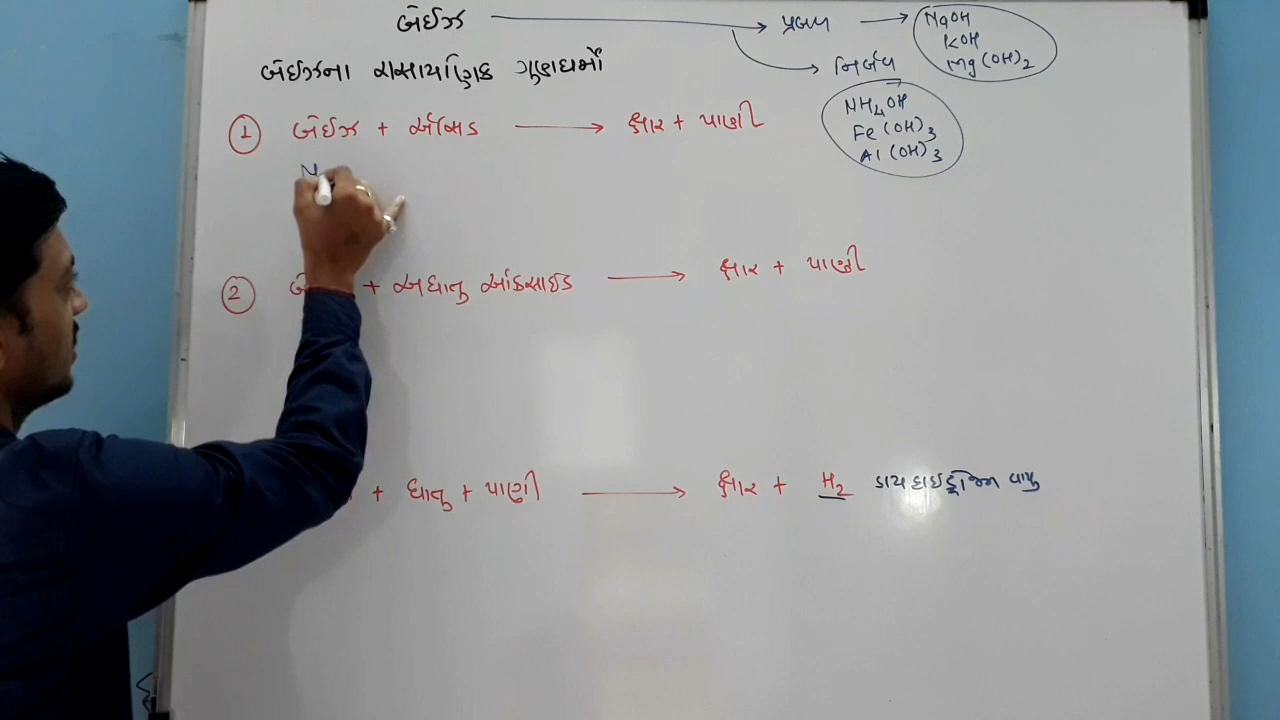 બેઈઝ → પ્રબળ → NaOH
KOH
Mg(OH)2
બેઈઝના રાસાયણિક ગુણધર્મો
નિર્બળ
NH4OH
Fe(OH)3
Al(OH)3
① બેઈઝ + ઍસિડ → ક્ષાર + પાણી
② + અધાતુ ઑક્સાઈડ → ક્ષાર + પાણી
+ ધાતુ + પાણી → ક્ષાર + H2 ડાયહાઈડ્રોજન વાયુ